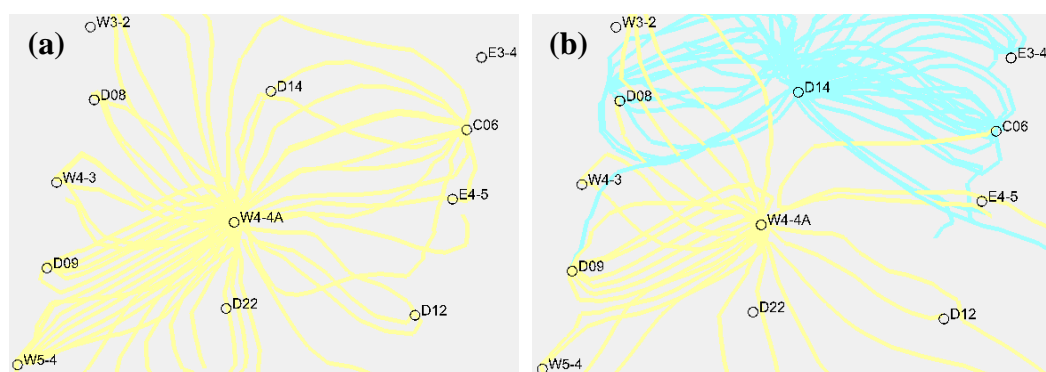 (a)
W3-2
E3-4
D08
D14
C06
W4-3
E4-5
W4-4A
D09
D22
D12
W5-4
(b)
W3-2
E3-4
D08
D14
C06
W4-3
E4-5
W4-4A
D09
D22
D12
W5-4